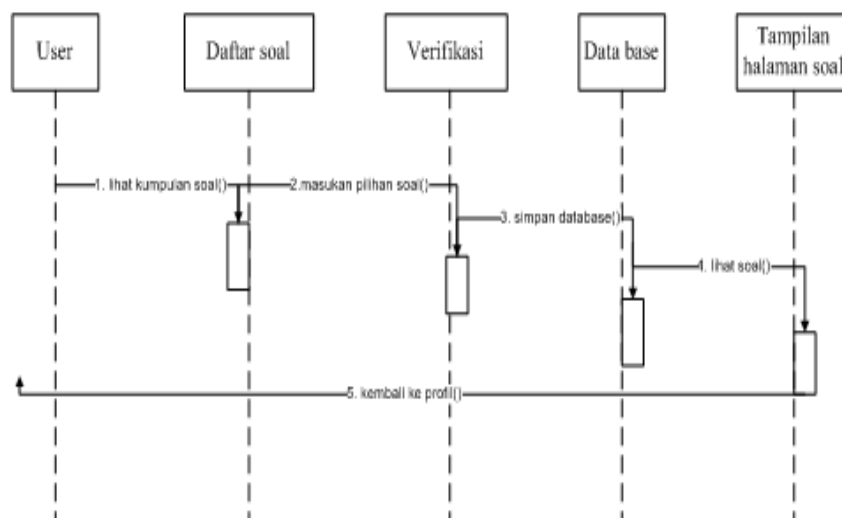 User
Daftar soal
Verifikasi
Data base
Tampilan
halaman soal
1. lihat kumpulan soal()
2.masukan pilihan soal()
3. simpan database()
4. lihat soal()
5. kembali ke profil()